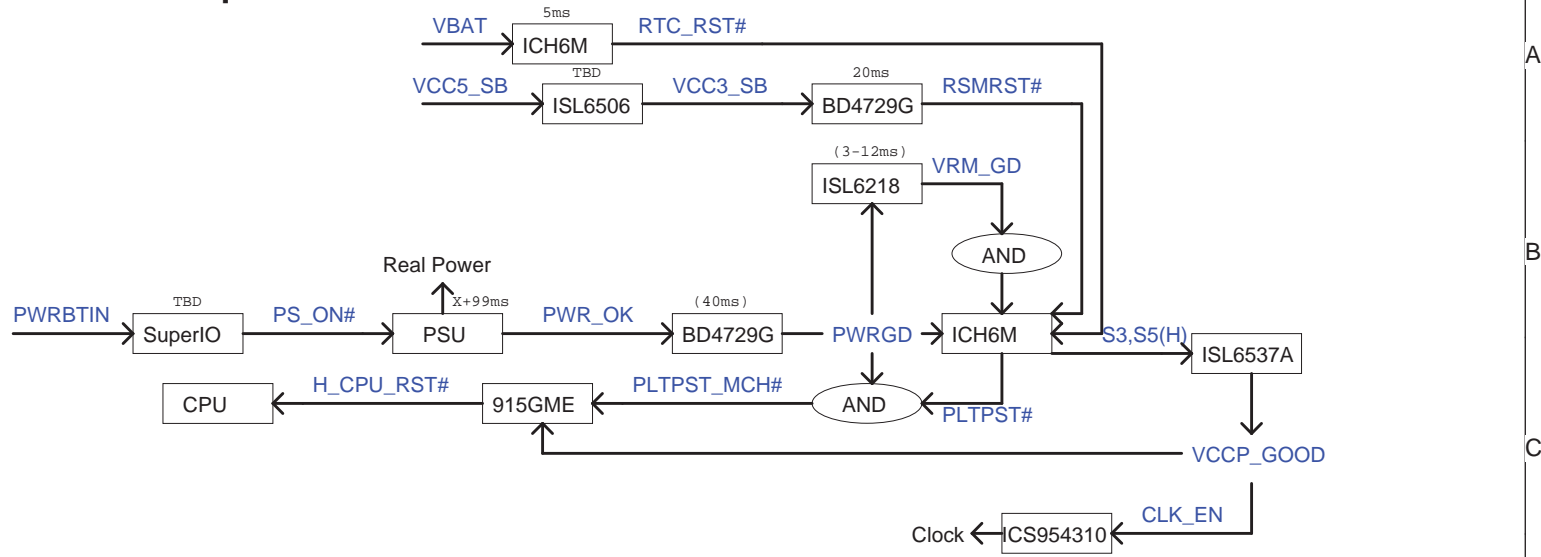 5ms
VBAT
ICH6M
RTC_RST#
A
TBD
20ms
VCC5_SB
ISL6506
VCC3_SB
BD4729G
RSMRST#
(3-12ms)
ISL6218
VRM_GD
AND
B
Real Power
TBD
X+99ms
(40ms)
PWRBTIN
SuperIO
PS_ON#
PSU
PWR_OK
BD4729G
PWRGD
ICH6M
S3,S5(H)
ISL6537A
CPU
H_CPU_RST#
915GME
PLTPST_MCH#
AND
PLTPST#
VCCP_GOOD
C
Clock
ICS954310
CLK_EN